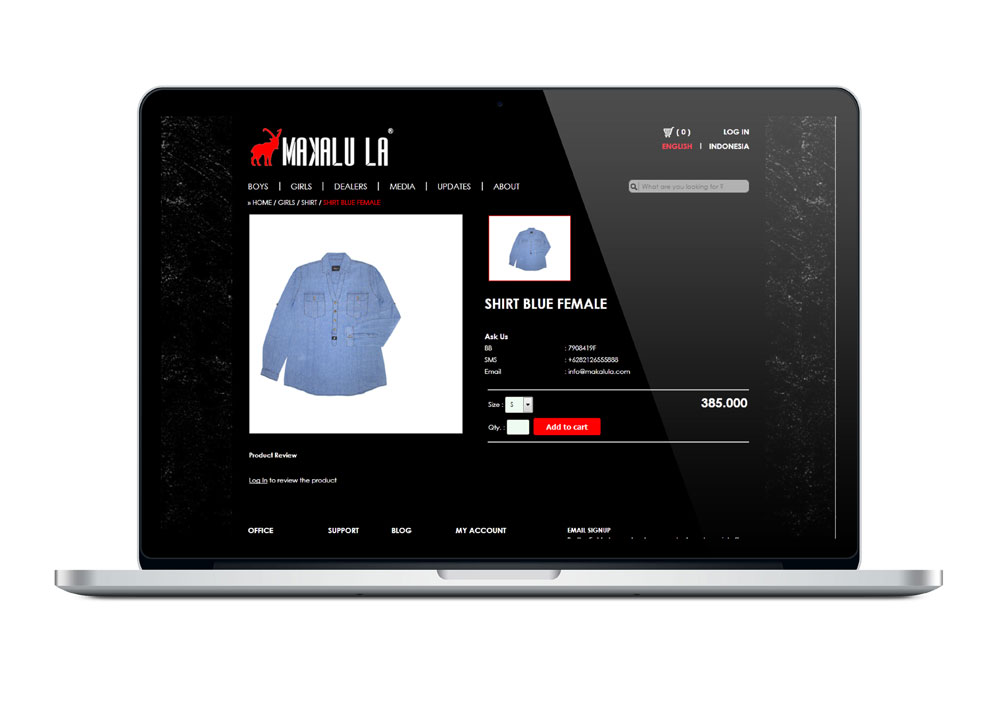 MAKALU LA®
( 0 )
LOG IN
ENGLISH | INDONESIA
BOYS | GIRLS | DEALERS | MEDIA | UPDATES | ABOUT
What are you looking for ?
HOME / GIRLS / SHIRT / SHIRT BLUE FEMALE
SHIRT BLUE FEMALE
Ask Us
BB : 7908419F
SMS : +6282126555888
Email : info@makalula.com
Size : S
385.000
Qty. :
Add to cart
Product Review
Log In to review the product
OFFICE
SUPPORT
BLOG
MY ACCOUNT
EMAIL SIGNUP